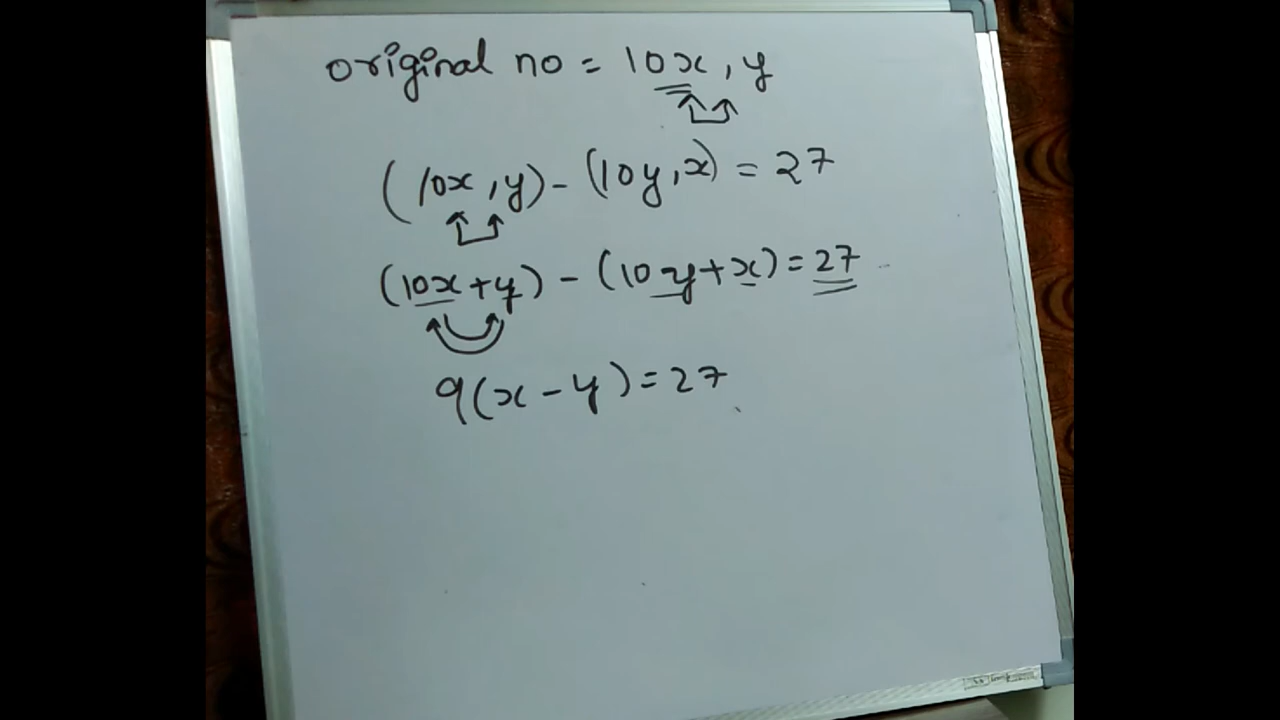 original no = 10x, y
(10x, y) - (10y, x) = 27
(10x+y) - (10y+x) = 27
9(x-y) = 27